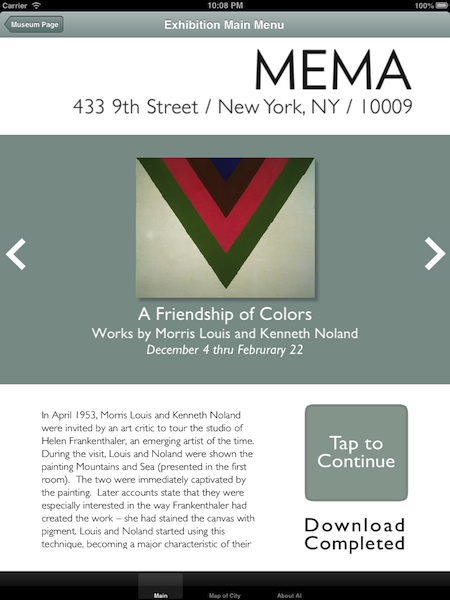 Carrier 10:08 PM 100%
Museum Page Exhibition Main Menu
MEMA
433 9th Street / New York, NY / 10009
A Friendship of Colors
Works by Morris Louis and Kenneth Noland
December 4 thru Februrary 22
In April 1953, Morris Louis and Kenneth Noland
were invited by an art critic to tour the studio of
Helen Frankenthaler, an emerging artist of the time.
During the visit, Louis and Noland were shown the
painting Mountains and Sea (presented in the first
room). The two were immediately captivated by
the painting. Later accounts state that they were
especially interested in the way Frankenthaler had
created the work – she had stained the canvas with
pigment. Louis and Noland started using this
technique, becoming a major characteristic of their
Tap to
Continue
Download
Completed
Main Map of City About AI